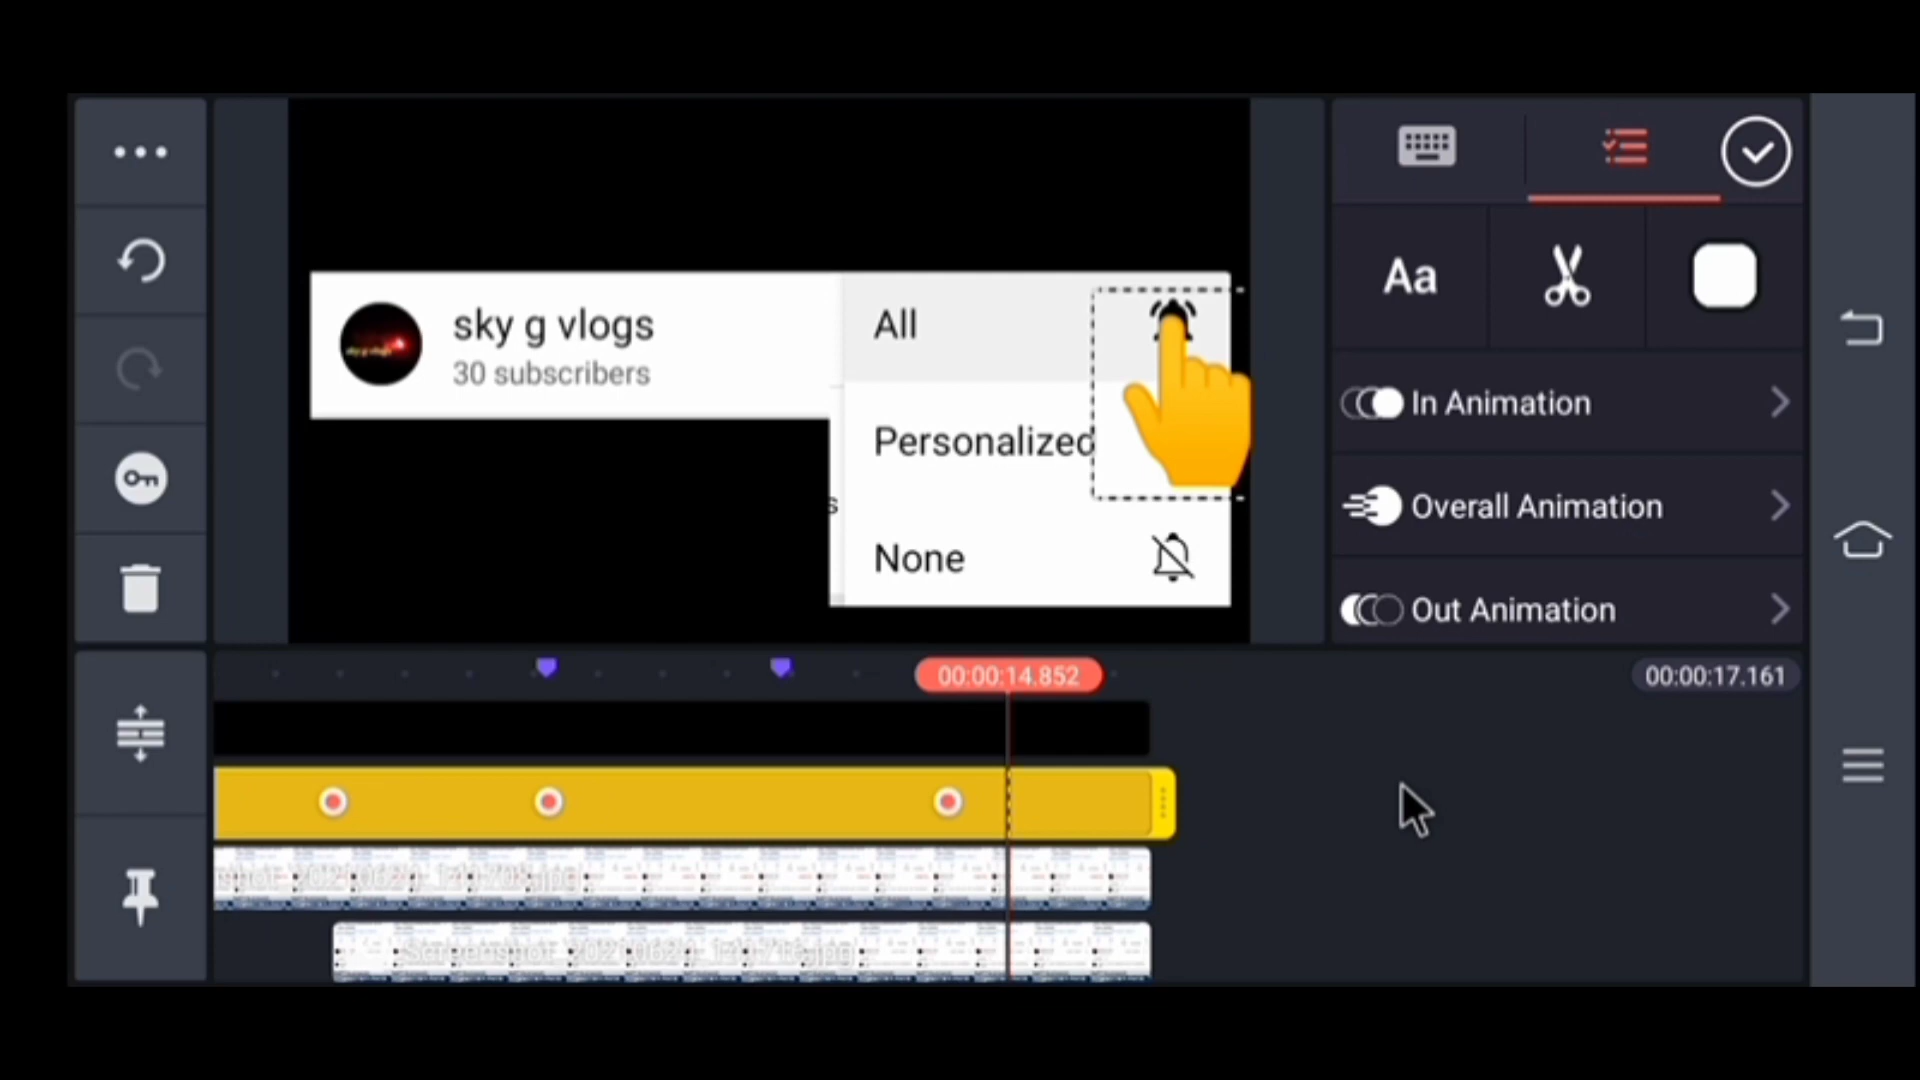 sky g vlogs
30 subscribers
All
Personalized
None
s
Aa
In Animation
Overall Animation
Out Animation
00:00:14.852
00:00:17.161